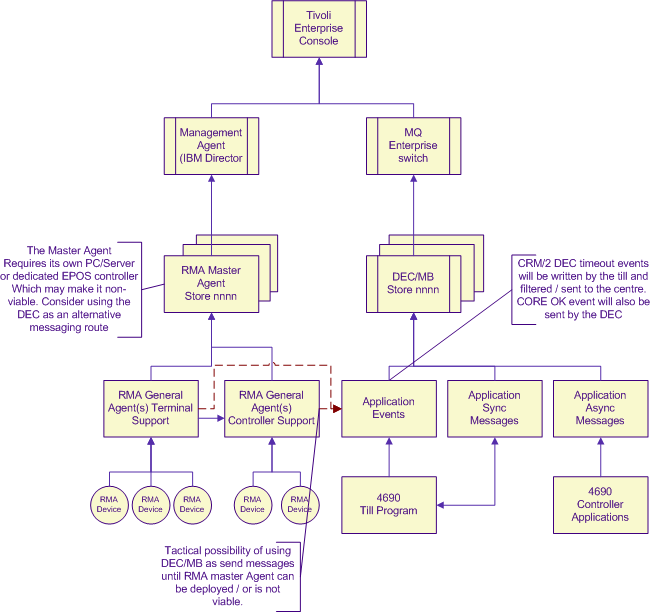 Tivoli
Enterprise
Console
Management
Agent
(IBM Director
MQ
Enterprise
switch
The Master Agent
Requires its own PC/Server
or dedicated EPOS controller
Which may make it non-
viable. Consider using the
DEC as an alternative
messaging route
RMA Master
Agent
Store nnnn
DEC/MB
Store nnnn
CRM/2 DEC timeout events
will be written by the till and
filtered / sent to the centre.
CORE OK event will also be
sent by the DEC
RMA General
Agent(s) Terminal
Support
RMA General
Agent(s)
Controller Support
Application
Events
Application
Sync
Messages
Application
Async
Messages
RMA
Device
RMA
Device
RMA
Device
RMA
Device
RMA
Device
4690
Till Program
4690
Controller
Applications
Tactical possibility of using
DEC/MB as send messages
until RMA master Agent can
be deployed / or is not
viable.